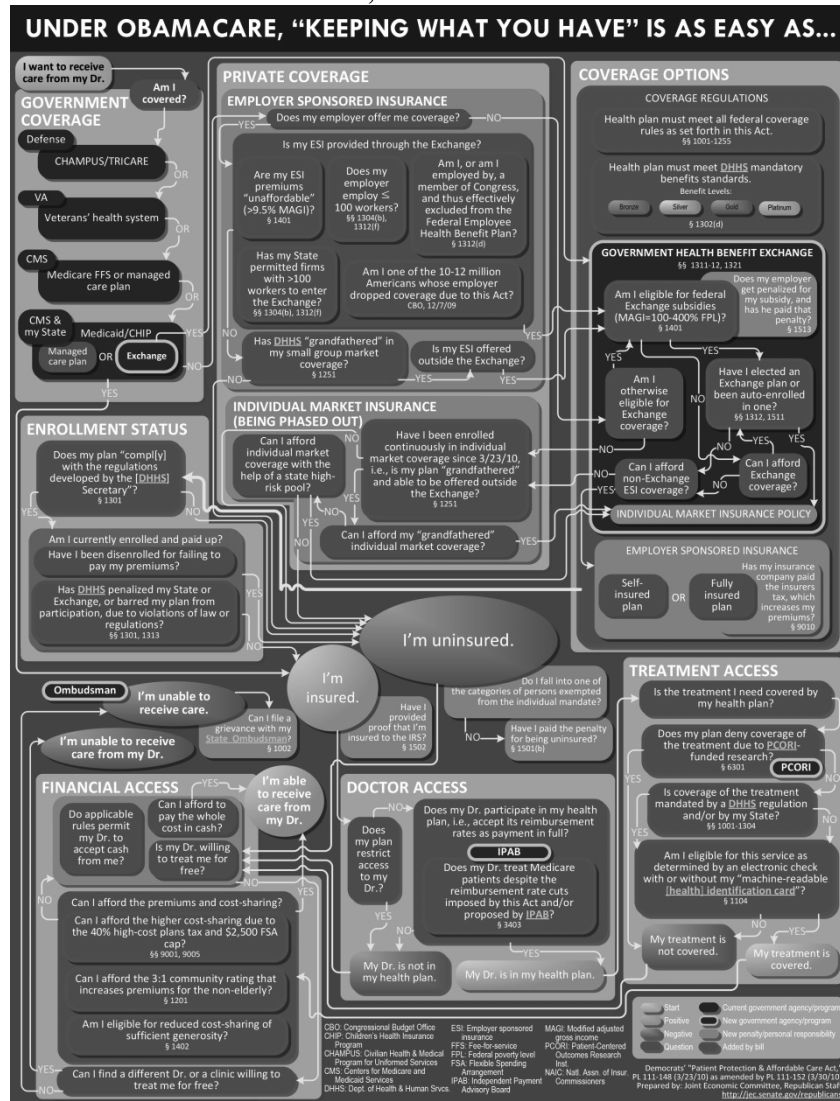 UNDER OBAMACARE, “KEEPING WHAT YOU HAVE” IS AS EASY AS...
I want to receive
care from my Dr.
Am I
covered?
GOVERNMENT
COVERAGE
Defense
CHAMPUS/TRICARE
OR
VA
Veterans’ health system
OR
CMS
Medicare FFS or managed
care plan
OR
CMS &
my State
Medicaid/CHIP
Managed
care plan
OR
Exchange
YES
NO
YES
PRIVATE COVERAGE
EMPLOYER SPONSORED INSURANCE
YES
Does my employer offer me coverage?
NO
Is my ESI provided through the Exchange?
Are my ESI
premiums
“unaffordable”
(>9.5% MAGI)?
§ 1401
Does my
employer
employ ≤
100 workers?
§§ 1304(b),
1312(f)
Am I, or am I
employed by, a
member of Congress,
and thus effectively
excluded from the
Federal Employee
Health Benefit Plan?
§ 1312(d)
Has my State
permitted firms
with >100
workers to enter
the Exchange?
§§ 1304(b), 1312(f)
Am I one of the 10-12 million
Americans whose employer
dropped coverage due to this Act?
CBO, 12/7/09
NO
YES
Has DHHS “grandfathered” in
my small group market
coverage?
§ 1251
NO
YES
Is my ESI offered
outside the Exchange?
NO
YES
INDIVIDUAL MARKET INSURANCE
(BEING PHASED OUT)
Can I afford
individual market
coverage with the
help of a state high-
risk pool?
NO
YES
NO
Have I been enrolled
continuously in individual
market coverage since 3/23/10,
i.e., is my plan “grandfathered”
and able to be offered outside
the Exchange?
§ 1251
NO
YES
Can I afford my “grandfathered”
individual market coverage?
YES
NO
COVERAGE OPTIONS
COVERAGE REGULATIONS
Health plan must meet all federal coverage
rules as set forth in this Act.
§§ 1001-1255
Health plan must meet DHHS mandatory
benefits standards.
Benefit Levels:
Bronze
Silver
Gold
Platinum
§ 1302(d)
GOVERNMENT HEALTH BENEFIT EXCHANGE
§§ 1311-12, 1321
Am I eligible for federal
Exchange subsidies
(MAGI=100-400% FPL)?
§ 1401
Does my employer
get penalized for
my subsidy, and
has he paid that
penalty?
§ 1513
YES
NO
YES
Am I
otherwise
eligible for
Exchange
coverage?
NO
Have I elected an
Exchange plan or
been auto-enrolled
in one?
§§ 1312, 1511
NO
YES
YES
Can I afford
non-Exchange
ESI coverage?
NO
YES
Can I afford
Exchange
coverage?
NO
INDIVIDUAL MARKET INSURANCE POLICY
EMPLOYER SPONSORED INSURANCE
Self-
insured
plan
OR
Fully
insured
plan
Has my insurance
company paid
the insurers
tax, which
increases my
premiums?
§ 9010
ENROLLMENT STATUS
Does my plan “compl[y]
with the regulations
developed by the [DHHS]
Secretary”?
§ 1301
YES
NO
Am I currently enrolled and paid up?
Have I been disenrolled for failing to
pay my premiums?
YES
Has DHHS penalized my State or
Exchange, or barred my plan from
participation, due to violations of law or
regulations?
§§ 1301, 1313
NO
I’m uninsured.
I’m
insured.
Ombudsman
I’m unable to
receive care.
Can I file a
grievance with my
State Ombudsman?
§ 1002
I’m unable to receive
care from my Dr.
Have I
provided
proof that I’m
insured to the
IRS?
§ 1502
Do I fall into one of
the categories of persons exempted
from the individual mandate?
NO
Have I paid the penalty
for being uninsured?
§ 1501(b)
FINANCIAL ACCESS
Do applicable
rules permit
my Dr. to
accept cash
from me?
YES
Can I afford to
pay the whole
cost in cash?
Is my Dr. willing
to treat me for
free?
YES
NO
NO
I’m able
to receive
care from
my Dr.
Can I afford the premiums and cost-sharing?
Can I afford the higher cost-sharing due to
the 40% high-cost plans tax and $2,500 FSA
cap?
§§ 9001, 9005
Can I afford the 3:1 community rating that
increases premiums for the non-elderly?
§ 1201
Am I eligible for reduced cost-sharing of
sufficient generosity?
§ 1402
YES
YES
Can I find a different Dr. or a clinic willing
to treat me for free?
NO
DOCTOR ACCESS
Does
my plan
restrict
access
to my
Dr.?
NO
YES
Does my Dr. participate in my health
plan, i.e., accept its reimbursement
rates as payment in full?
IPAB
Does my Dr. treat Medicare
patients despite the
reimbursement rate cuts
imposed by this Act and/or
proposed by IPAB?
§ 3403
NO
YES
My Dr. is not in
my health plan.
My Dr. is in my health plan.
TREATMENT ACCESS
Is the treatment I need covered by
my health plan?
Does my plan deny coverage of
the treatment due to PCORI-
funded research?
§ 6301
PCORI
YES
NO
Is coverage of the treatment
mandated by a DHHS regulation
and/or by my State?
§§ 1001-1304
YES
NO
Am I eligible for this service as
determined by an electronic check
with or without my “machine-readable
[health] identification card”?
§ 1104
NO
YES
My treatment is
not covered.
My treatment is
covered.
CBO: Congressional Budget Office
CHIP: Children’s Health Insurance
Program
CHAMPUS: Civilian Health & Medical
Program for Uniformed Services
CMS: Centers for Medicare and
Medicaid Services
DHHS: Dept. of Health & Human Srvcs.
ESI: Employer sponsored
insurance
FFS: Fee-for-service
FPL: Federal poverty level
FSA: Flexible Spending
Arrangement
IPAB: Independent Payment
Advisory Board
MAGI: Modified adjusted
gross income
PCORI: Patient-Centered
Outcomes Research
Inst.
NAIC: Natl. Assn. of Insur.
Commissioners
Start
Positive
Negative
Question
Current government agency/program
New government agency/program
New penalty/personal responsibility
Added by bill
Democrats’ “Patient Protection & Affordable Care Act,”
PL 111-148 (3/23/10) as amended by PL 111-152 (3/30/10)
Prepared by: Joint Economic Committee, Republican Staff
http://jec.senate.gov/republican